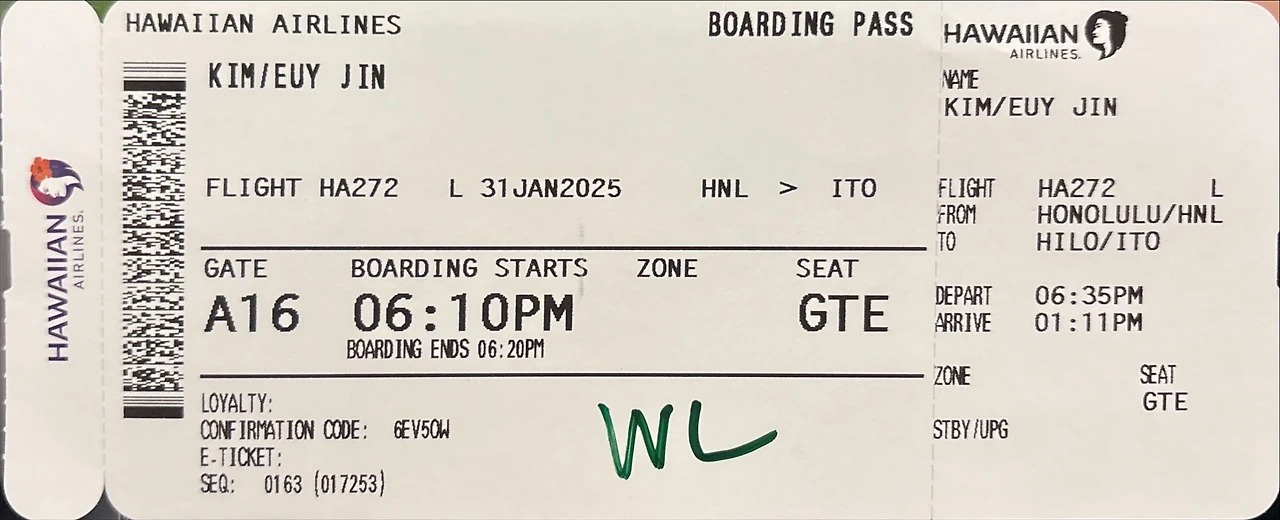 HAWAIIAN AIRLINES
BOARDING PASS
KIM/EUY JIN
FLIGHT HA272 L 31JAN2025 HNL > ITO
GATE BOARDING STARTS ZONE SEAT
A16 06:10PM GTE
BOARDING ENDS 06:20PM
LOYALTY:
CONFIRMATION CODE: 6EV5OW
E-TICKET:
SEQ: 0163 (017253)
WL
HAWAIIAN
AIRLINES.
HAWAIIAN
AIRLINES.
NAME
KIM/EUY JIN
FLIGHT HA272 L
FROM HONOLULU/HNL
TO HILO/ITO
DEPART 06:35PM
ARRIVE 01:11PM
ZONE SEAT
GTE
STBY/UPG